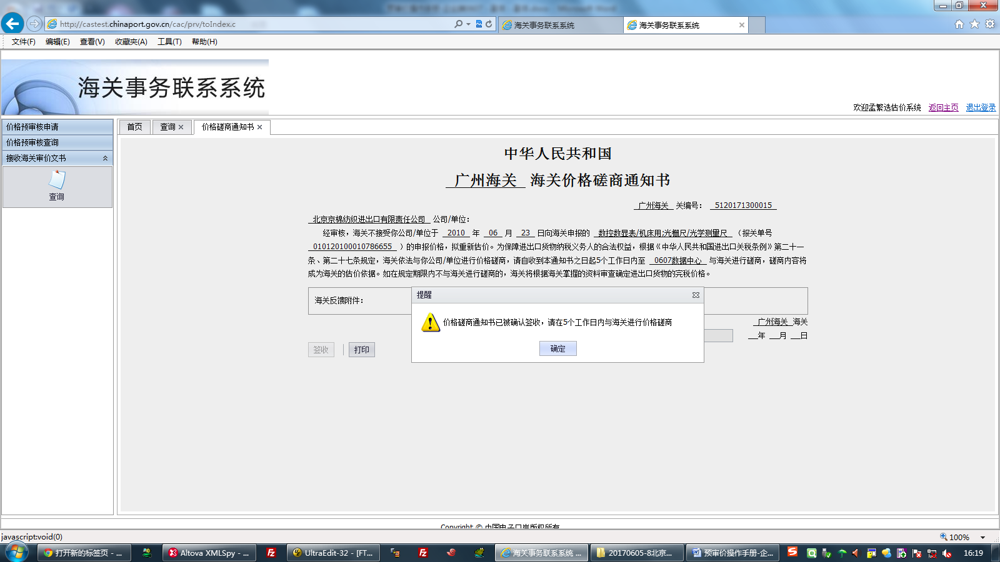 http://castest.chinaport.gov.cn/cac/prv/toIndex.c
海关事务联系系统
海关事务联系系统
文件(F) 编辑(E) 查看(V) 收藏夹(A) 工具(T) 帮助(H)
海关事务联系系统
欢迎孟繁选估价系统 返回主页 退出登录
价格预审核申请
价格预审核查询
接收海关审价文书
查询
首页 查询 价格磋商通知书
中华人民共和国
广州海关 海关价格磋商通知书
广州海关 关编号： 5120171300015
北京京棉纺织进出口有限责任公司 公司/单位：
经审核，海关不接受你公司/单位于 2010 年 06 月 23 日向海关申报的 数控数显表/机床用;光栅尺/光学测量尺 （报关单号
010120100010786655 ）的申报价格，拟重新估价。为保障进出口货物纳税义务人的合法权益，根据《中华人民共和国进出口关税条例》第二十一
条、第二十七条规定，海关依法与你公司/单位进行价格磋商，请自收到本通知书之日起5个工作日内至 0607数据中心 与海关进行磋商，磋商内容将
成为海关的估价依据。如在规定期限内不与海关进行磋商的，海关将根据海关掌握的资料审查确定进出口货物的完税价格。
海关反馈附件：
提醒
价格磋商通知书已被确认签收，请在5个工作日内与海关进行价格磋商
确定
广州海关 海关
__年 __月 __日
签收 打印
Copyright © 中国电子口岸版权所有
javascript:void(0)
100%
打开新的标签页 - ...
Altova XMLSpy - ...
UltraEdit-32 - [FT...
海关事务联系系统 ...
20170605-8北京...
预审价操作手册-企...
16:19